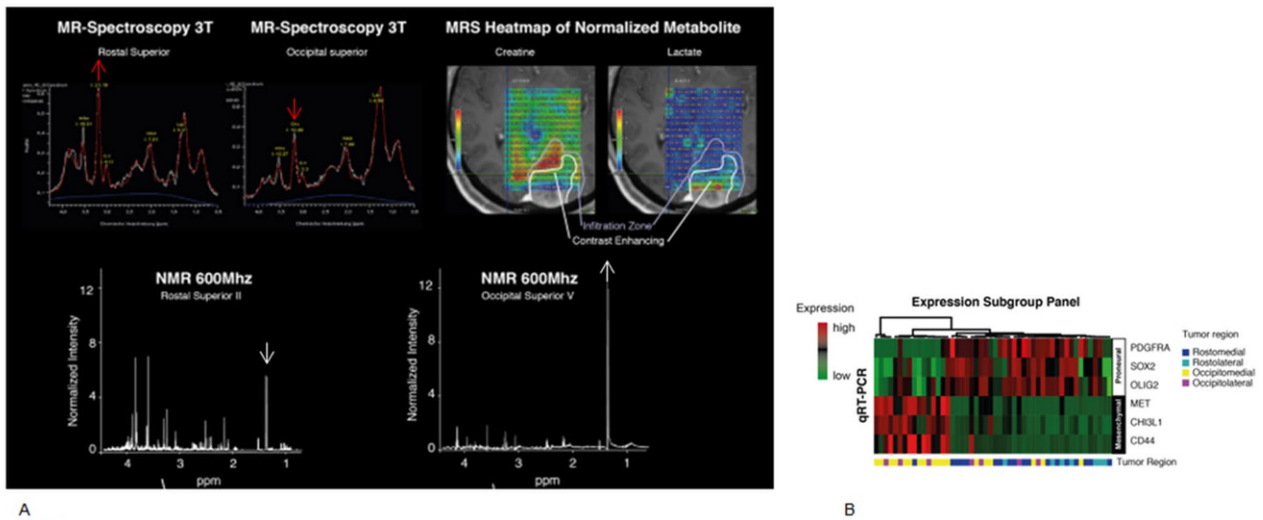 MR-Spectroscopy 3T
Rostal Superior
MR-Spectroscopy 3T
Occipital superior
MRS Heatmap of Normalized Metabolite
Creatine
Lactate
Infiltration Zone
Contrast Enhancing
NMR 600Mhz
Rostal Superior II
Normalized Intensity
12
8
4
0
4
3
2
1
ppm
NMR 600Mhz
Occipital Superior V
Normalized Intensity
12
8
4
0
4
3
2
1
ppm
A
Expression Subgroup Panel
Expression
high
low
qRT-PCR
PDGFRA
SOX2
OLIG2
MET
CHI3L1
CD44
Proneural
Mesenchymal
Tumor region
Rostomedial
Rostolateral
Occipitomedial
Occipitolateral
Tumor Region
B